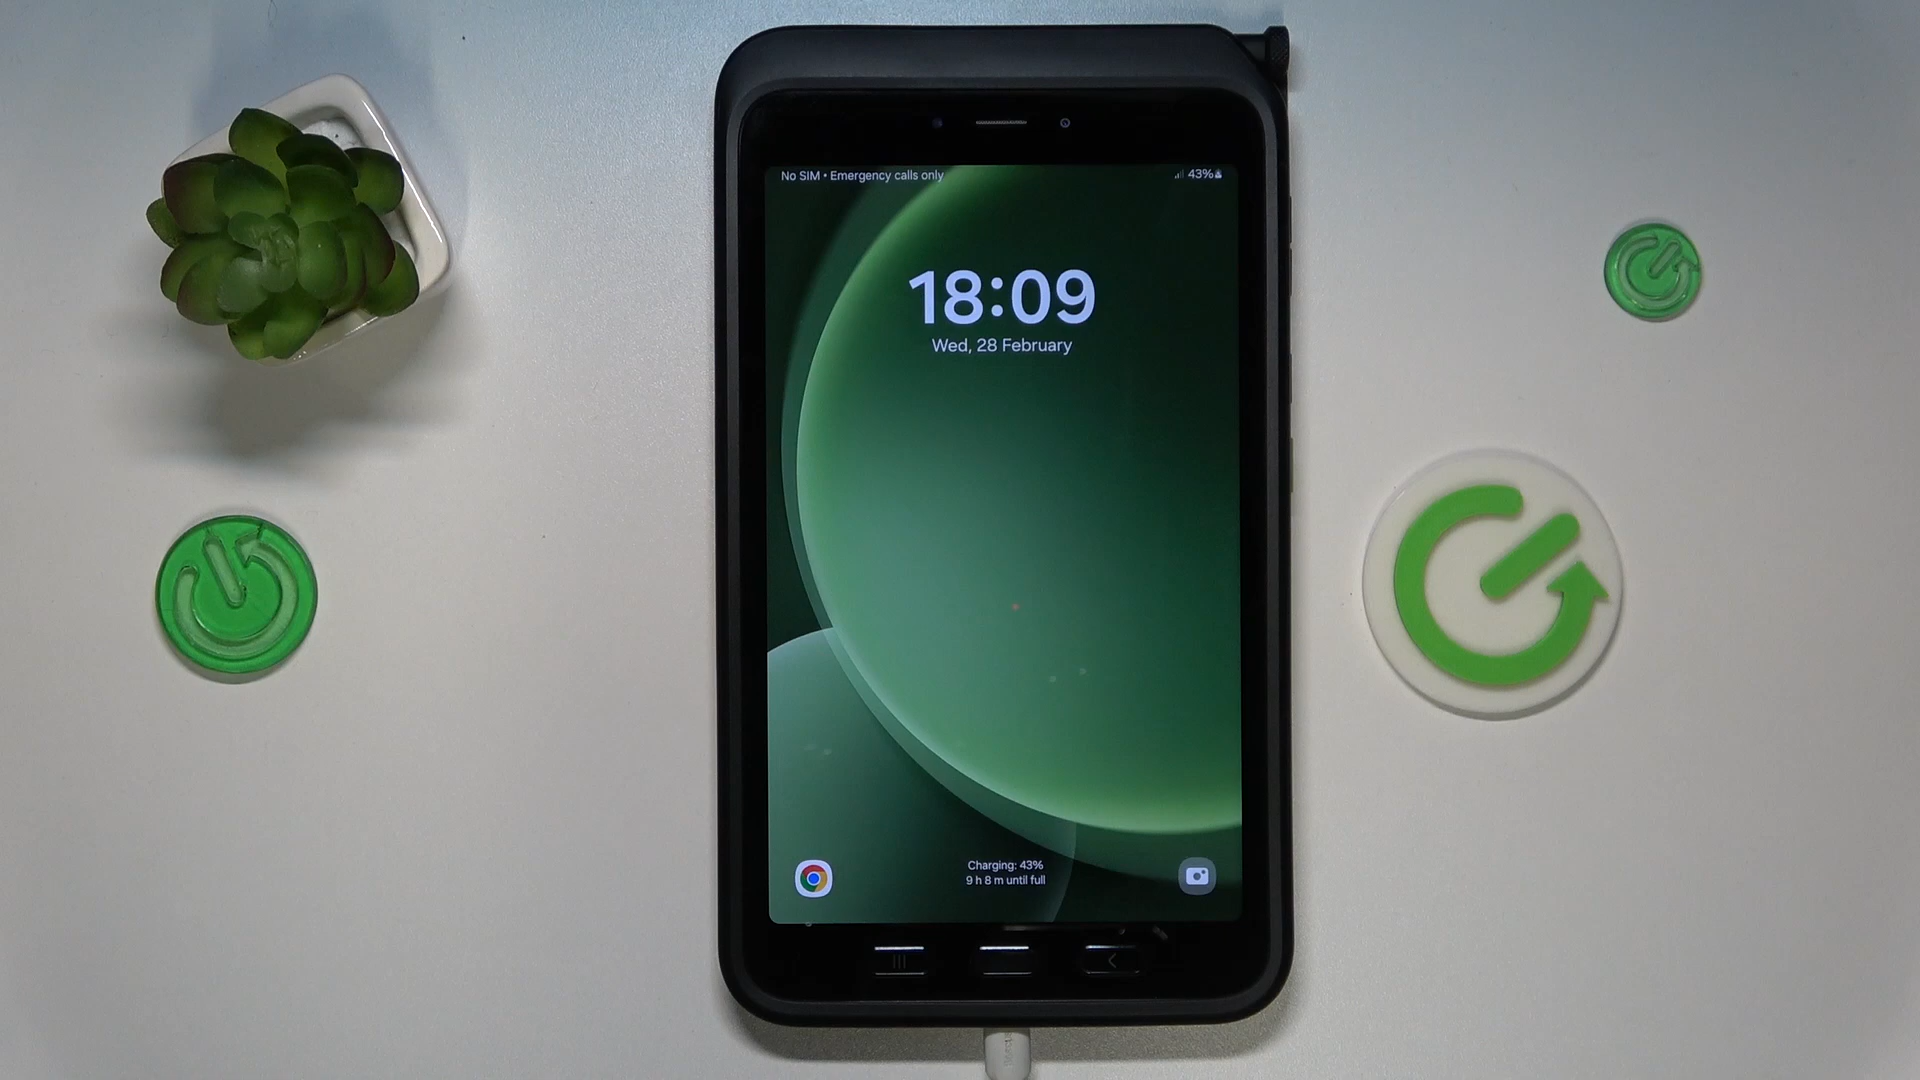 No SIM • Emergency calls only
43%
18:09
Wed, 28 February
Charging: 43%
9 h 8 m until full